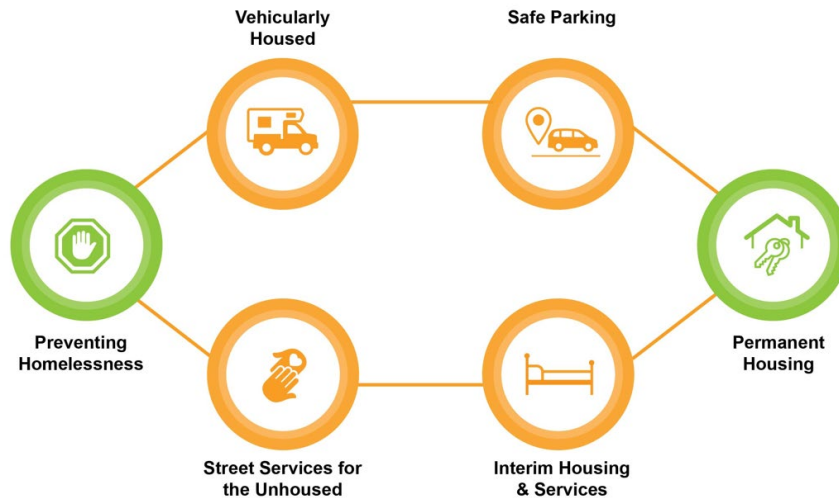 Vehicularly
Housed
Safe Parking
Preventing
Homelessness
Permanent
Housing
Street Services for
the Unhoused
Interim Housing
& Services